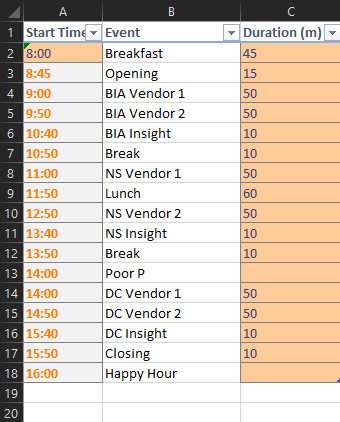 A B C
1 Start Time Event Duration (m)
2 8:00 Breakfast 45
3 8:45 Opening 15
4 9:00 BIA Vendor 1 50
5 9:50 BIA Vendor 2 50
6 10:40 BIA Insight 10
7 10:50 Break 10
8 11:00 NS Vendor 1 50
9 11:50 Lunch 60
10 12:50 NS Vendor 2 50
11 13:40 NS Insight 10
12 13:50 Break 10
13 14:00 Poor P
14 14:00 DC Vendor 1 50
15 14:50 DC Vendor 2 50
16 15:40 DC Insight 10
17 15:50 Closing 10
18 16:00 Happy Hour
19
20